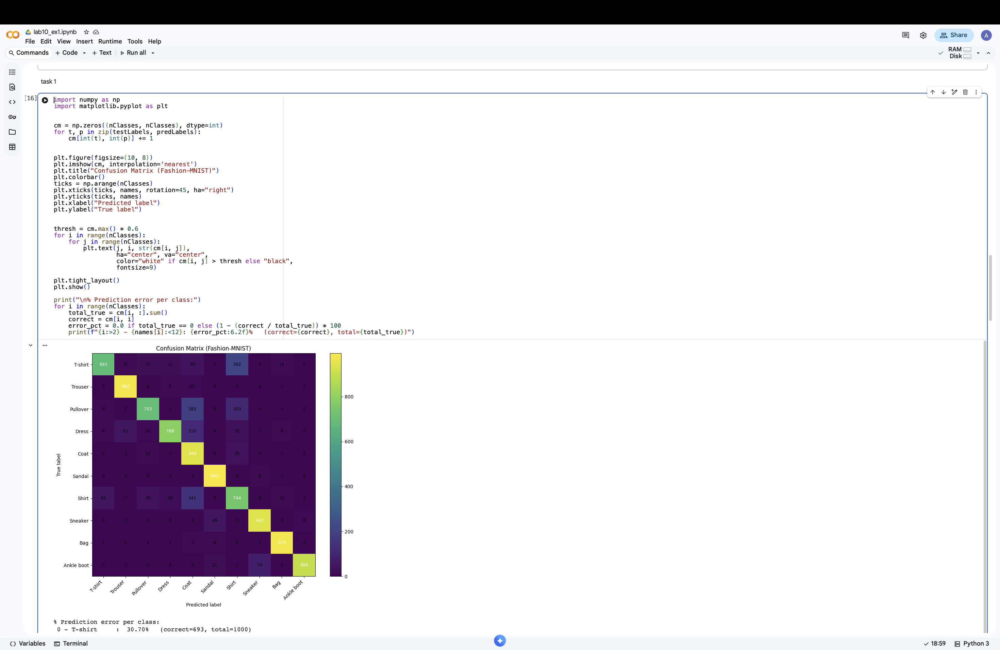 lab10_ex1.ipynb
File Edit View Insert Runtime Tools Help
Share
A
Commands + Code + Text Run all
RAM
Disk
task 1
[16]
import numpy as np
import matplotlib.pyplot as plt
cm = np.zeros((nClasses, nClasses), dtype=int)
for t, p in zip(testLabels, predLabels):
    cm[int(t), int(p)] += 1
plt.figure(figsize=(10, 8))
plt.imshow(cm, interpolation='nearest')
plt.title("Confusion Matrix (Fashion-MNIST)")
plt.colorbar()
ticks = np.arange(nClasses)
plt.xticks(ticks, names, rotation=45, ha="right")
plt.yticks(ticks, names)
plt.xlabel("Predicted label")
plt.ylabel("True label")
thresh = cm.max() * 0.6
for i in range(nClasses):
    for j in range(nClasses):
        plt.text(j, i, str(cm[i, j]),
                 ha="center", va="center",
                 color="white" if cm[i, j] > thresh else "black",
                 fontsize=9)
plt.tight_layout()
plt.show()
print("\n% Prediction error per class:")
for i in range(nClasses):
    total_true = cm[i, :].sum()
    correct = cm[i, i]
    error_pct = 0.0 if total_true == 0 else (1 - (correct / total_true)) * 100
    print(f"{i:>2} - {names[i]:<12}: {error_pct:6.2f}%   (correct={correct}, total={total_true})")
Confusion Matrix (Fashion-MNIST)
T-shirt 693 6 22 22 40 1 202 0 14 0
Trouser 0 982 0 5 11 0 0 0 2 0
800
Pullover 4 2 703 2 183 0 103 0 3 0
Dress 4 50 10 788 110 0 32 0 6 0
600
Coat 0 0 13 3 948 0 35 0 1 0
True label
Sandal 0 0 0 0 0 993 0 6 1 0
400
Shirt 43 3 39 18 141 0 744 0 12 0
Sneaker 0 0 0 0 0 49 0 943 0 8
200
Bag 1 1 2 2 7 4 2 3 978 0
Ankle boot 0 0 0 0 0 21 2 79 0 898
0
T-shirt Trouser Pullover Dress Coat Sandal Shirt Sneaker Bag Ankle boot
Predicted label
% Prediction error per class:
 0 - T-shirt     :  30.70%   (correct=693, total=1000)
Variables Terminal
18:59 Python 3